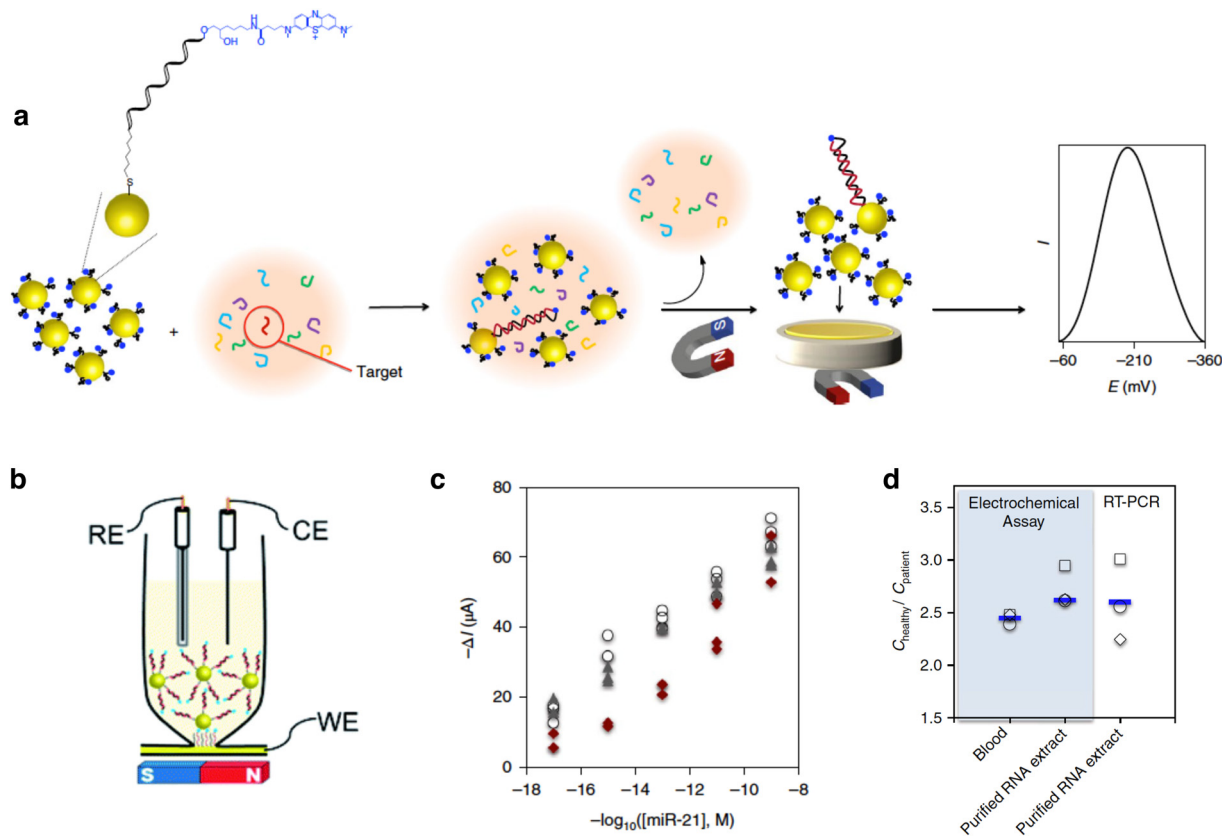 a
O
OH
H
N
O
N
N
S
+
N
S
+
Target
S
N
I
−60
−210
−360
E (mV)
b
RE
CE
WE
S
N
c
80
60
40
20
0
−ΔI (μA)
−18
−16
−14
−12
−10
−8
−log10([miR-21], M)
d
Electrochemical
Assay
RT-PCR
3.5
3.0
2.5
2.0
1.5
Chealthy/ Cpatient
Blood
Purified RNA extract
Purified RNA extract